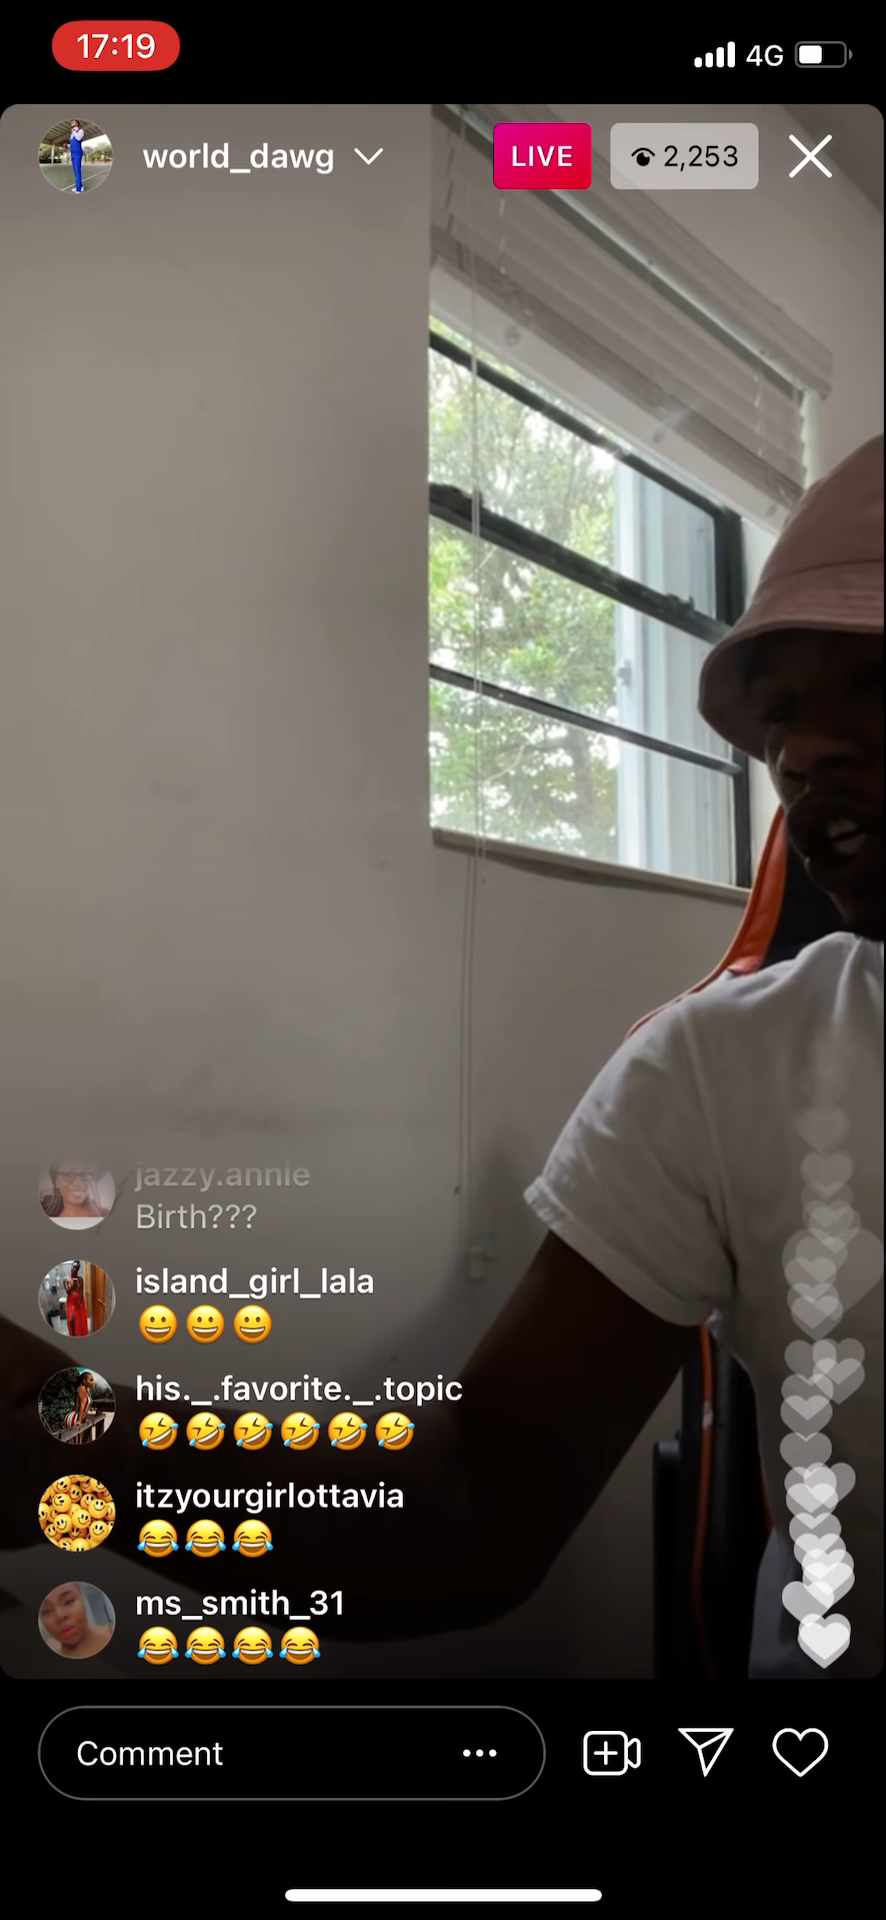 17:19
4G
world_dawg
LIVE
2,253
jazzy.annie
Birth???
island_girl_lala
😀😀😀
his._.favorite._.topic
🤣🤣🤣🤣🤣🤣
itzyourgirlottavia
😂😂😂
ms_smith_31
😂😂😂😂
Comment